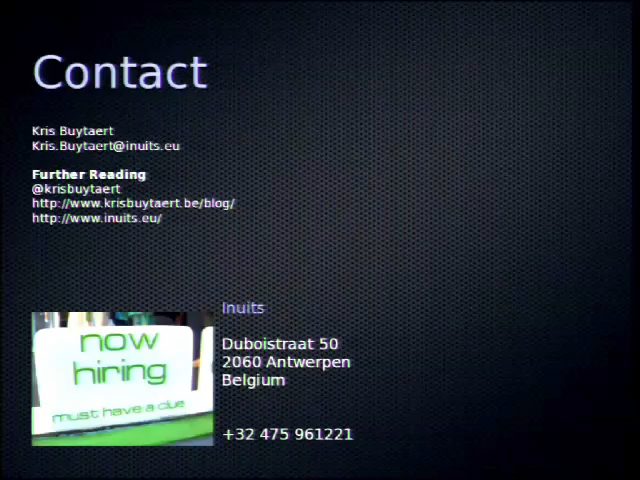 Contact
Kris Buytaert
Kris.Buytaert@inuits.eu
Further Reading
@krisbuytaert
http://www.krisbuytaert.be/blog/
http://www.inuits.eu/
now
hiring
must have a clue
Inuits
Duboistraat 50
2060 Antwerpen
Belgium
+32 475 961221